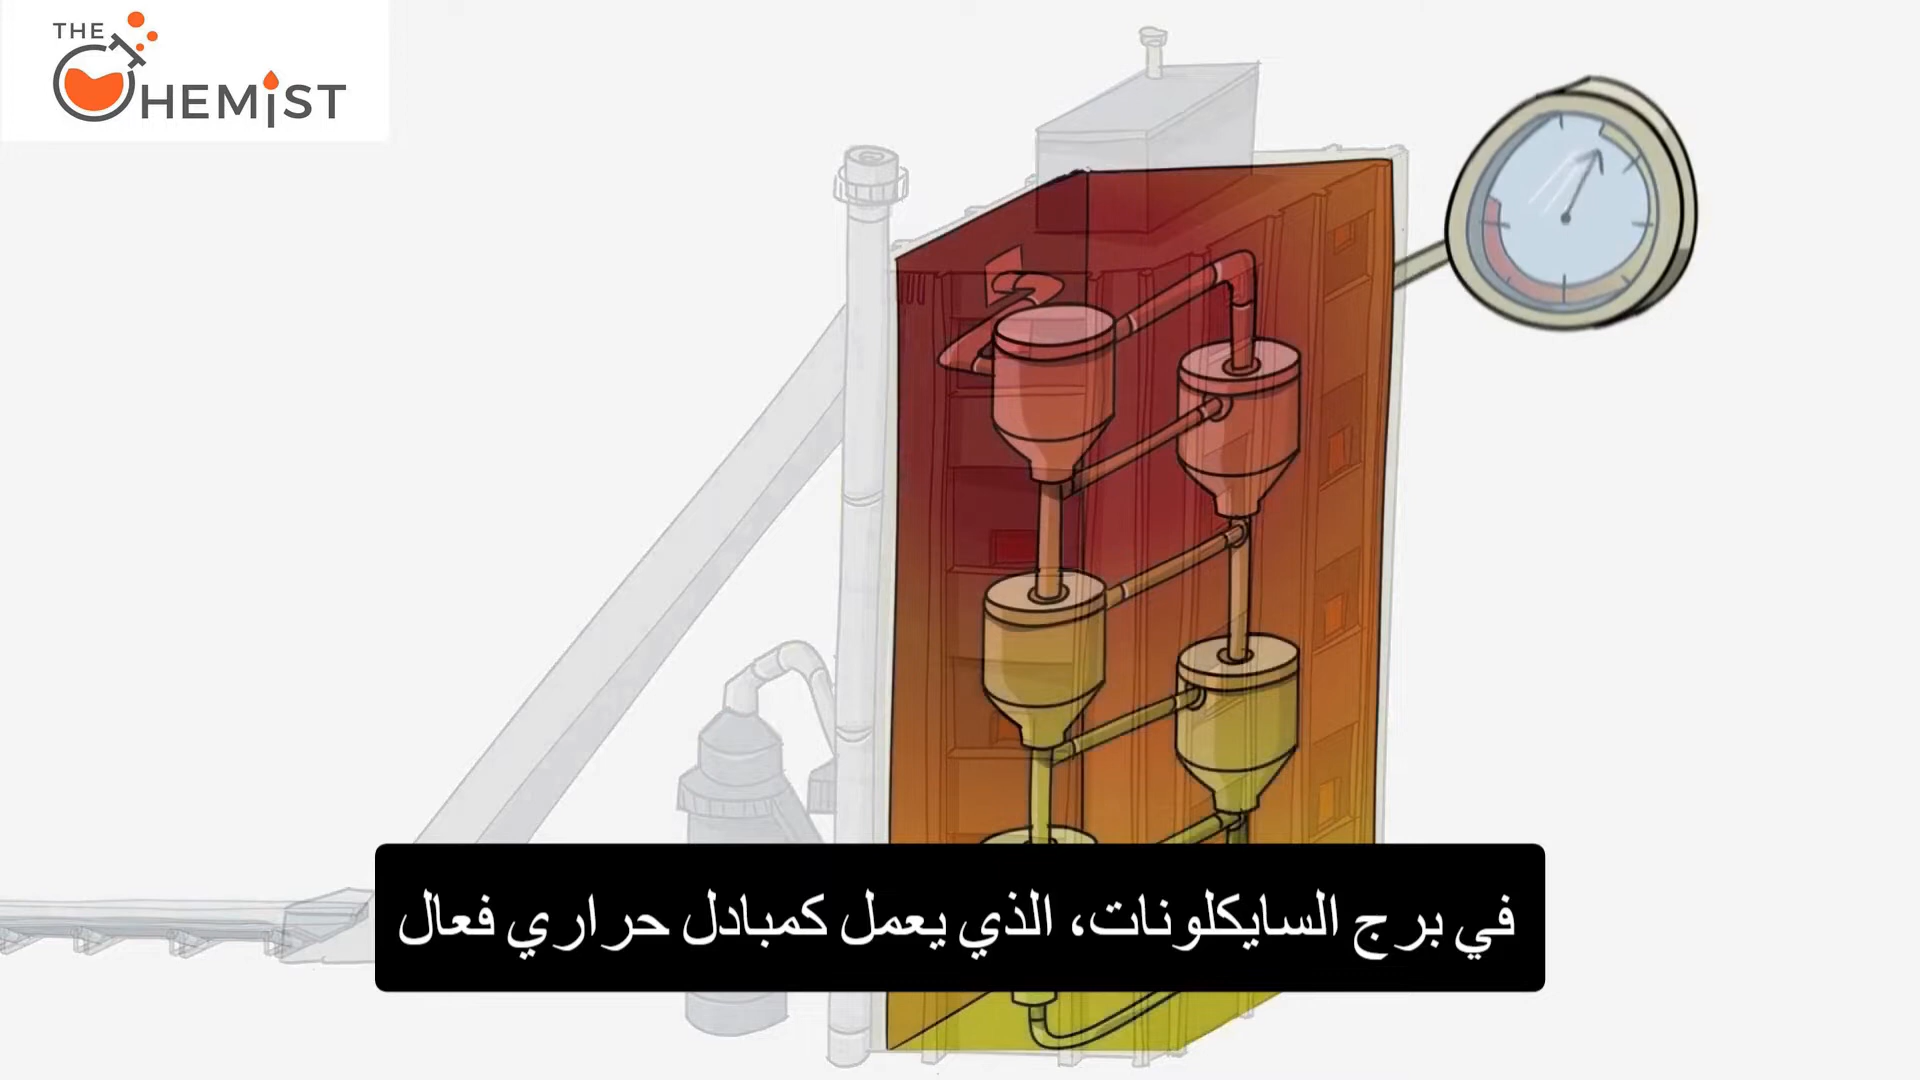 THE
CHEMIST
في برج السايكلونات، الذي يعمل كمبادل حراري فعال